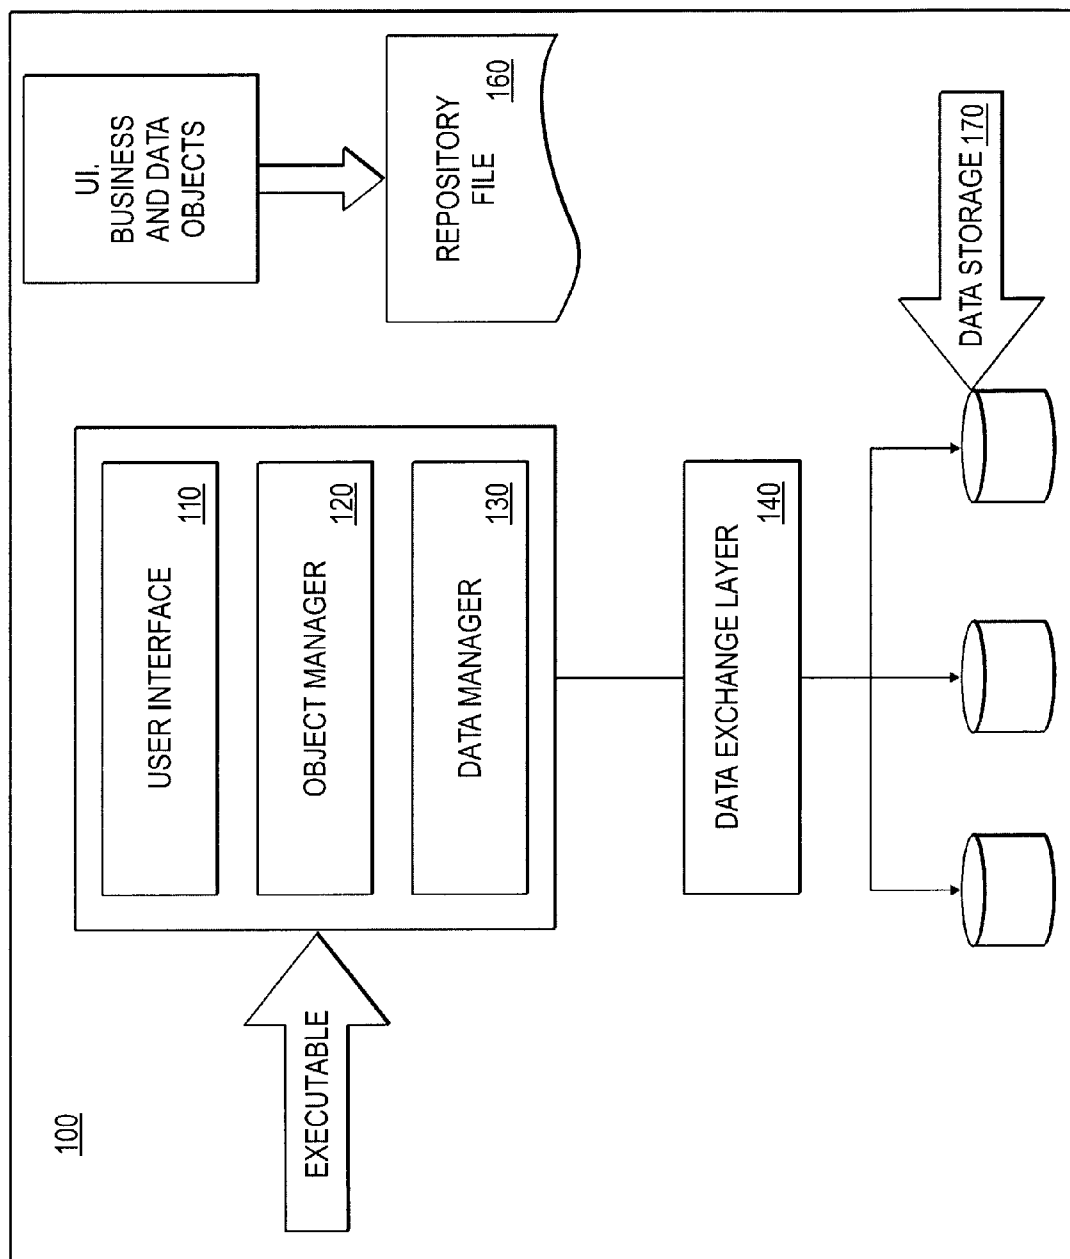 100
EXECUTABLE
USER INTERFACE
110
OBJECT MANAGER
120
DATA MANAGER
130
DATA EXCHANGE LAYER
140
UI.
BUSINESS
AND DATA
OBJECTS
REPOSITORY
FILE
160
DATA STORAGE 170